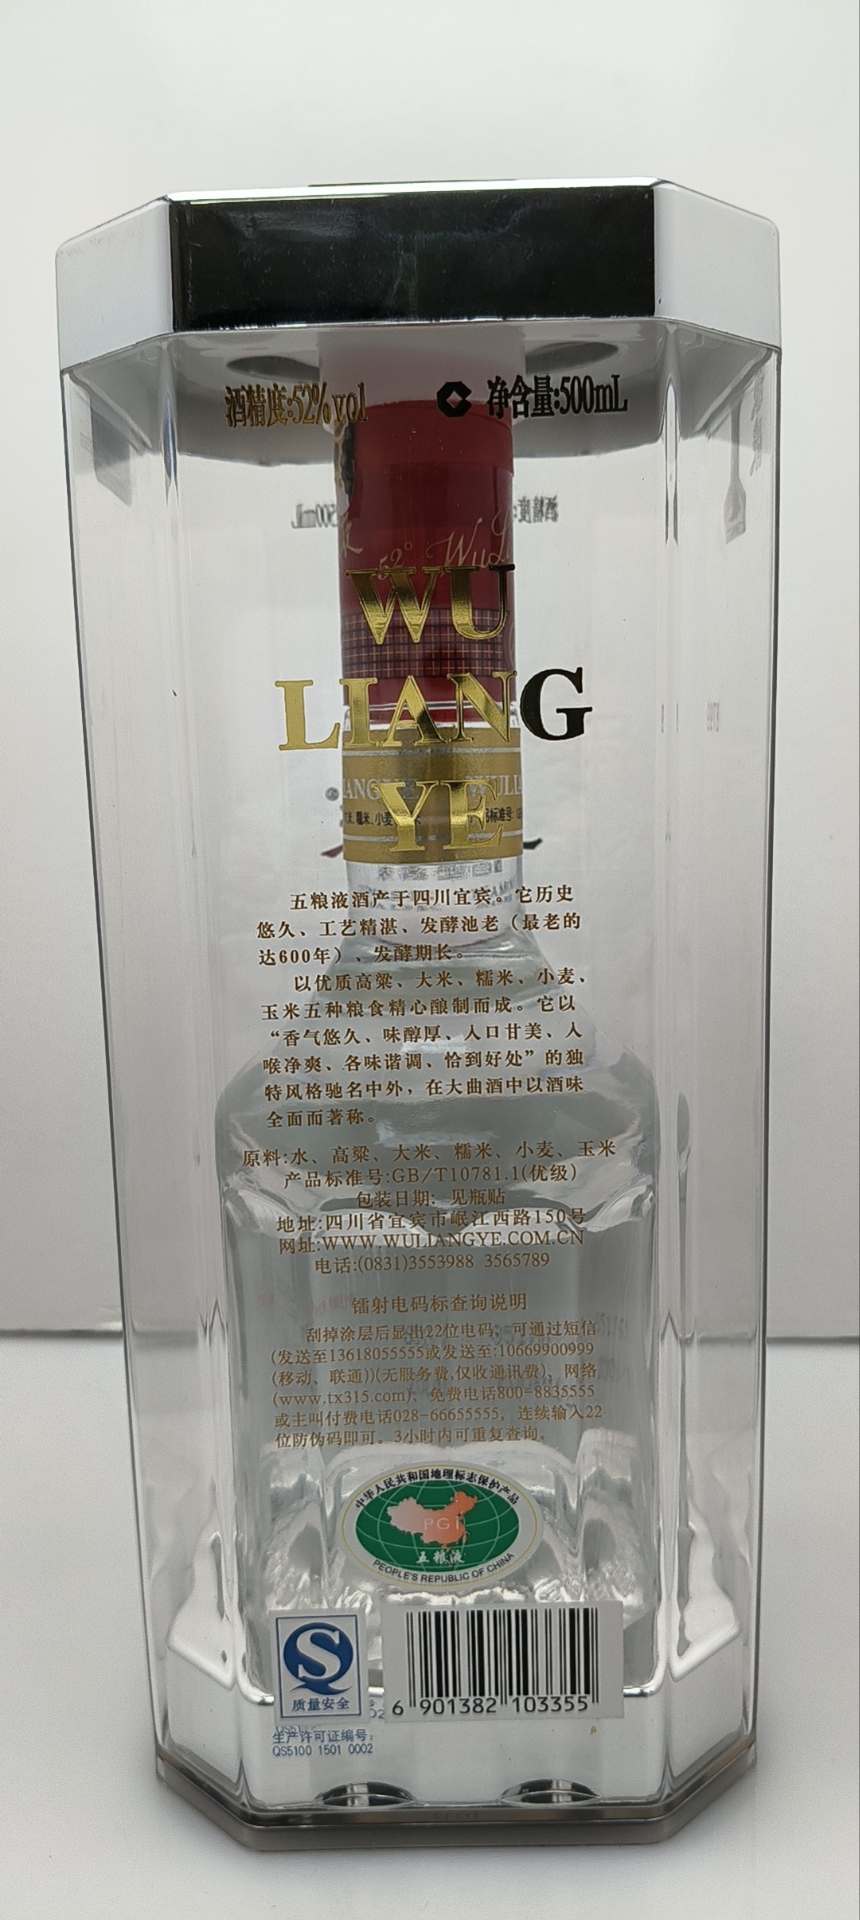 酒精度:52%vol 净含量:500mL
52° WuL
WU
LIANG
YE
五粮液酒产于四川宜宾。它历史
悠久、工艺精湛、发酵池老（最老的
达600年）、发酵期长。
以优质高粱、大米、糯米、小麦、
玉米五种粮食精心酿制而成。它以
“香气悠久、味醇厚、入口甘美、入
喉净爽、各味谐调、恰到好处”的独
特风格驰名中外，在大曲酒中以酒味
全面而著称。
原料:水、高粱、大米、糯米、小麦、玉米
产品标准号:GB/T10781.1(优级)
包装日期: 见瓶贴
地址:四川省宜宾市岷江西路150号
网址:WWW.WULIANGYE.COM.CN
电话:(0831)3553988 3565789
镭射电码标查询说明
刮掉涂层后显出22位电码，可通过短信
(发送至13618055555或发送至:10669900999
(移动、联通))(无服务费,仅收通讯费)、网络
(www.tx315.com)、免费电话800-8835555
或主叫付费电话028-66655555，连续输入22
位防伪码即可。3小时内可重复查询。
中华人民共和国地理标志保护产品
PGI
五粮液
PEOPLE'S REPUBLIC OF CHINA
质量安全
6 901382 103355
生产许可证编号：
QS5100 1501 0002